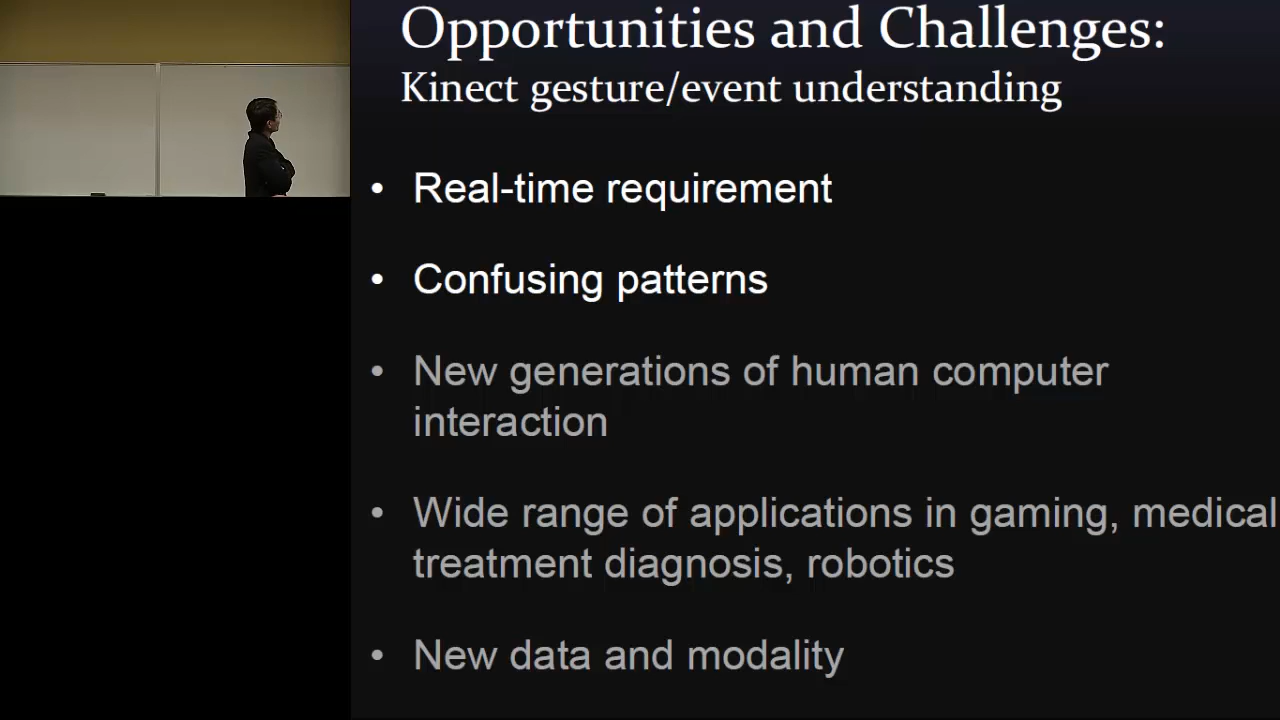 Opportunities and Challenges:
Kinect gesture/event understanding
• Real-time requirement
• Confusing patterns
• New generations of human computer
interaction
• Wide range of applications in gaming, medical
treatment diagnosis, robotics
• New data and modality